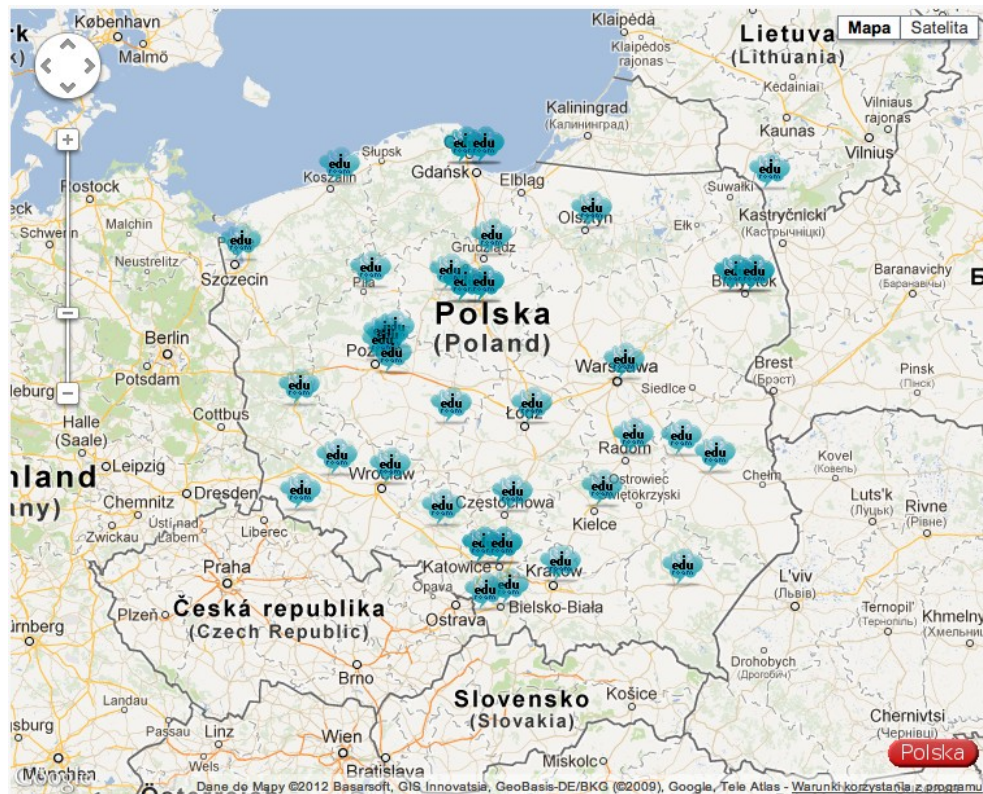 København
Malmö
Klaipėda
Klaipėdos
rajonas
Lietuva
(Lithuania)
Mapa
Satelita
Kėdainiai
Kaunas
Vilniaus
rajonas
Vilnius
Kaliningrad
(Калининград)
Słupsk
Koszalin
edu
Gdańsk
Elbląg
Suwałki
Rostock
Malchin
Schwerin
Neustrelitz
Szczecin
Piła
Grudziądz
Olsztyn
Ełk
Kastryčnicki
(Кастрычніцкі)
Białystok
Baranavichy
(Баранавічы)
Polska
(Poland)
Berlin
Potsdam
Cottbus
Halle
(Saale)
Leipzig
Dresden
Chemnitz
Zwickau
Ústí nad
Labem
Liberec
Warszawa
Siedlce
Brest
(Брэст)
Pinsk
(Пінск)
Łódź
Radom
Chełm
Kovel
(Ковель)
Luts'k
(Луцьк)
Rivne
(Рівне)
Wrocław
Częstochowa
Ostrowiec
Świętokrzyski
Kielce
Katowice
Kraków
Bielsko-Biała
Opava
Ostrava
Praha
Plzeň
Česká republika
(Czech Republic)
Brno
L'viv
(Львів)
Ternopil'
(Тернопіль)
Drohobych
(Дрогобич)
Chernivtsi
(Чернівці)
Slovensko
(Slovakia)
Košice
Miskolc
Landau
Passau
Linz
Wels
Wien
Bratislava
München
Polska
Dane do Mapy ©2012 Basarsoft, GIS Innovatsia, GeoBasis-DE/BKG (©2009), Google, Tele Atlas - Warunki korzystania z programu